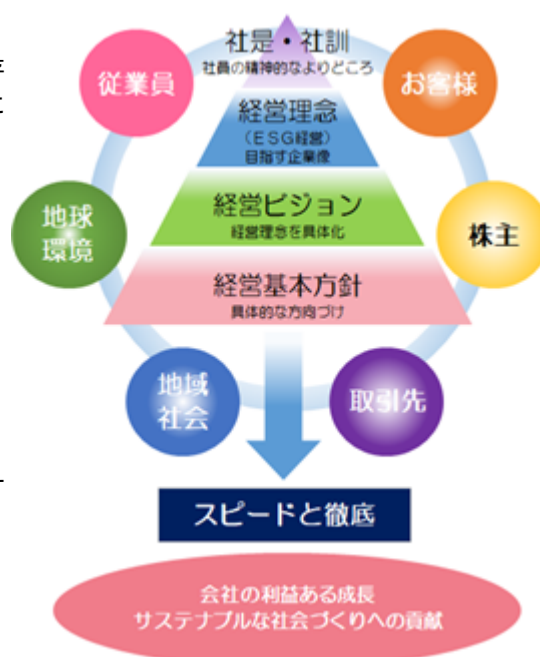 社是・社訓
社員の精神的なよりどころ
従業員
お客様
経営理念
(ESG経営)
目指す企業像
地球
環境
経営ビジョン
経営理念を具体化
株主
経営基本方針
具体的な方向づけ
地域
社会
取引先
スピードと徹底
会社の利益ある成長
サステナブルな社会づくりへの貢献